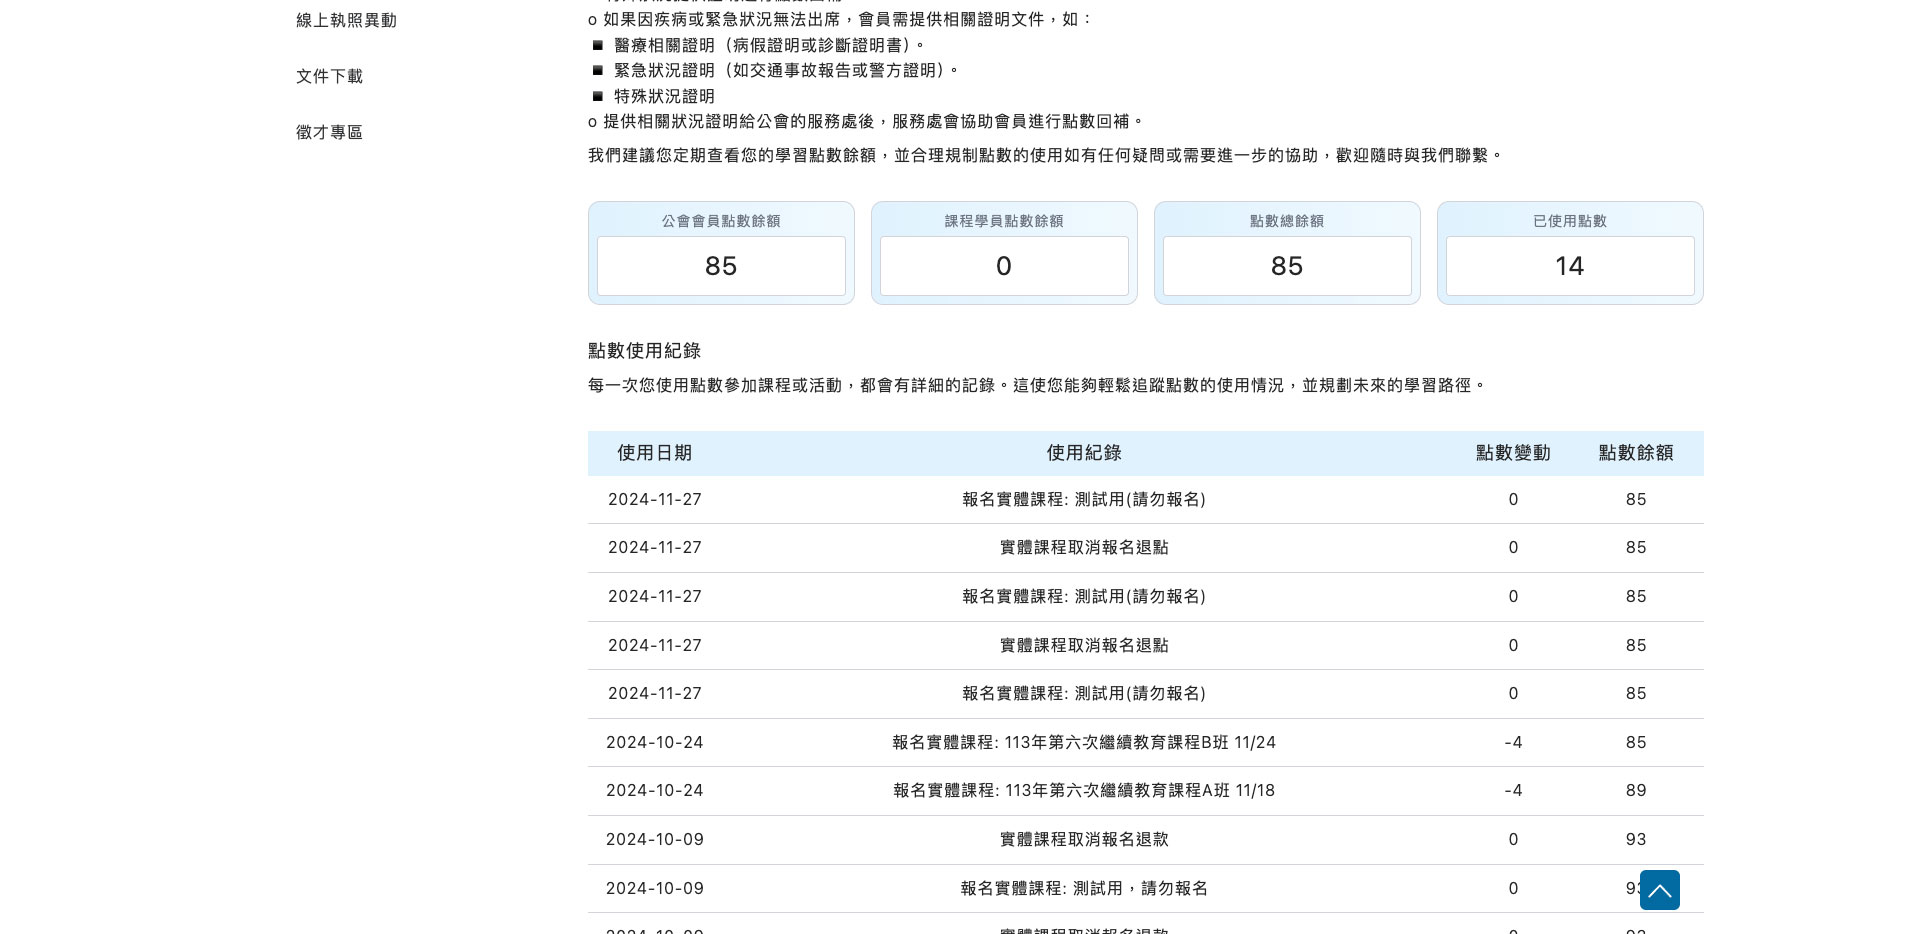 線上執照異動
文件下載
徵才專區
o 如果因疾病或緊急狀況無法出席，會員需提供相關證明文件，如：
▪ 醫療相關證明（病假證明或診斷證明書）。
▪ 緊急狀況證明（如交通事故報告或警方證明）。
▪ 特殊狀況證明
o 提供相關狀況證明給公會的服務處後，服務處會協助會員進行點數回補。
我們建議您定期查看您的學習點數餘額，並合理規制點數的使用如有任何疑問或需要進一步的協助，歡迎隨時與我們聯繫。
公會會員點數餘額
85
課程學員點數餘額
0
點數總餘額
85
已使用點數
14
點數使用紀錄
每一次您使用點數參加課程或活動，都會有詳細的記錄。這使您能夠輕鬆追蹤點數的使用情況，並規劃未來的學習路徑。
使用日期 使用紀錄 點數變動 點數餘額
2024-11-27 報名實體課程: 測試用(請勿報名) 0 85
2024-11-27 實體課程取消報名退點 0 85
2024-11-27 報名實體課程: 測試用(請勿報名) 0 85
2024-11-27 實體課程取消報名退點 0 85
2024-11-27 報名實體課程: 測試用(請勿報名) 0 85
2024-10-24 報名實體課程: 113年第六次繼續教育課程B班 11/24 -4 85
2024-10-24 報名實體課程: 113年第六次繼續教育課程A班 11/18 -4 89
2024-10-09 實體課程取消報名退款 0 93
2024-10-09 報名實體課程: 測試用，請勿報名 0 93